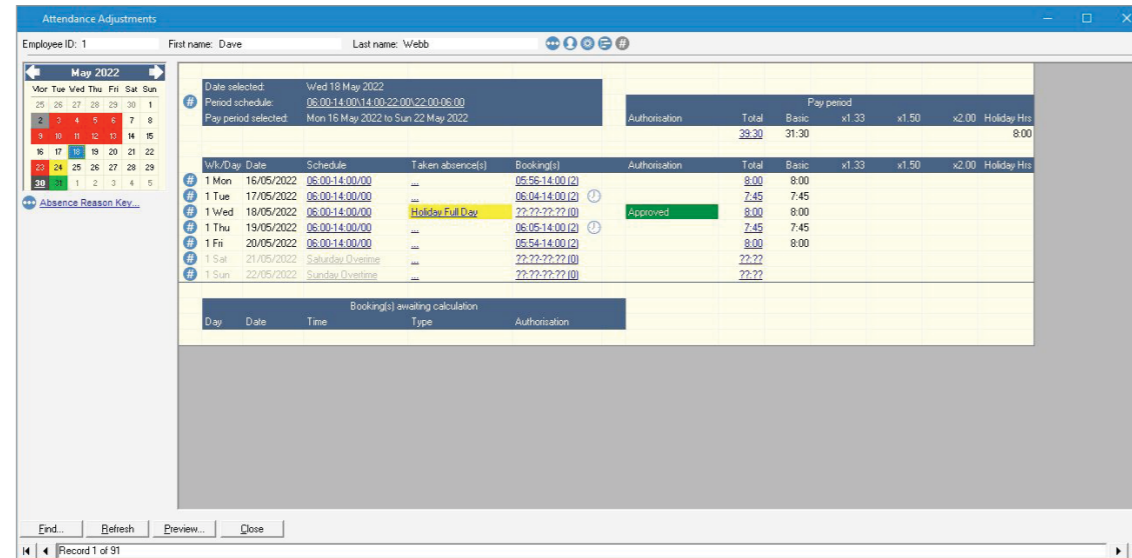 Attendance Adjustments
Employee ID: 1 First name: Dave Last name: Webb
May 2022
Mor Tue Wed Thu Fri Sat Sun
25 26 27 28 29 30 1
2 3 4 5 6 7 8
9 10 11 12 13 14 15
16 17 18 19 20 21 22
23 24 25 26 27 28 29
30 31 1 2 3 4 5
Absence Reason Key...
Date selected: Wed 18 May 2022
# Period schedule: 06:00-14:00\14:00-22:00\22:00-06:00 Pay period
Pay period selected: Mon 16 May 2022 to Sun 22 May 2022 Authorisation Total Basic x1.33 x1.50 x2.00 Holiday Hrs
39:30 31:30 8:00
Wk/Day Date Schedule Taken absence(s) Booking(s) Authorisation Total Basic x1.33 x1.50 x2.00 Holiday Hrs
# 1 Mon 16/05/2022 06:00-14:00/00 ... 05:56-14:00 (2) 8:00 8:00
# 1 Tue 17/05/2022 06:00-14:00/00 ... 06:04-14:00 (2) 7:45 7:45
# 1 Wed 18/05/2022 06:00-14:00/00 Holiday Full Day ??:??-??:?? (0) Approved 8:00 8:00
# 1 Thu 19/05/2022 06:00-14:00/00 ... 06:05-14:00 (2) 7:45 7:45
# 1 Fri 20/05/2022 06:00-14:00/00 ... 05:54-14:00 (2) 8:00 8:00
# 1 Sat 21/05/2022 Saturday Overime ... ??:??-??:?? (0) ??:??
# 1 Sun 22/05/2022 Sunday Overtime ... ??:??-??:?? (0) ??:??
Booking(s) awaiting calculation
Day Date Time Type Authorisation
Find... Refresh Preview... Close
Record 1 of 91